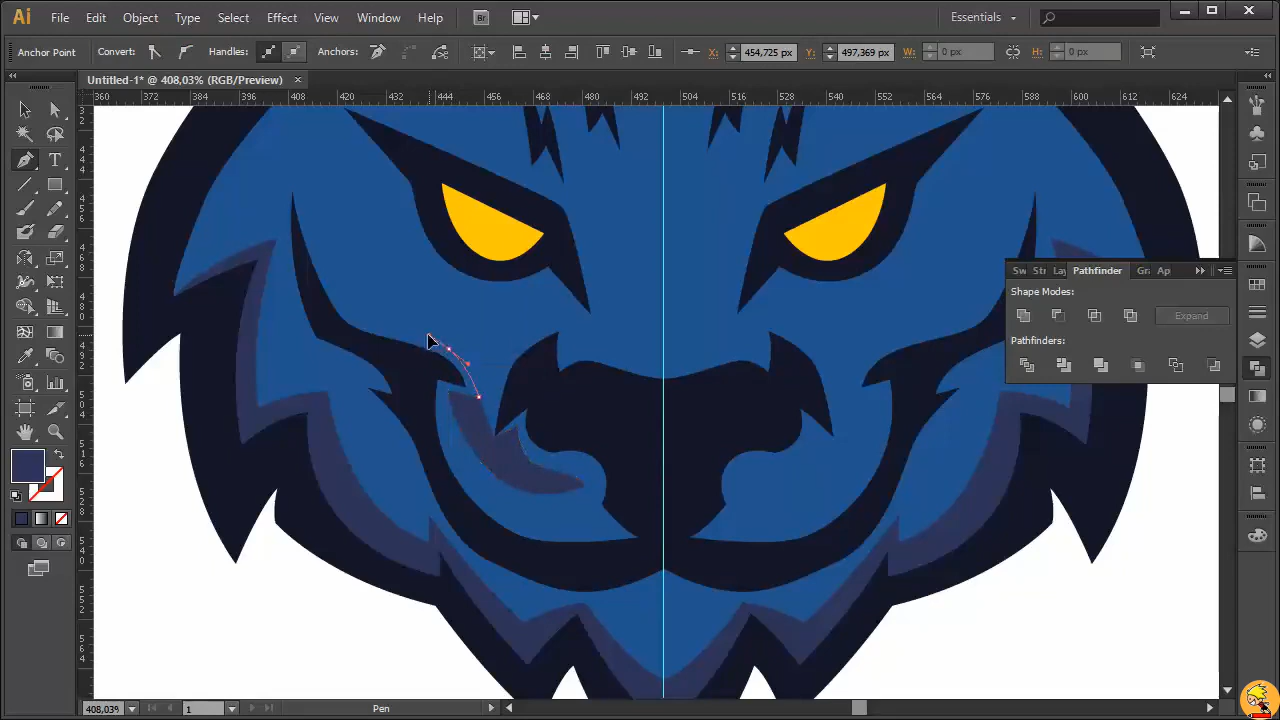 Ai File Edit Object Type Select Effect View Window Help Br Essentials
Anchor Point Convert: Handles: Anchors: X: 454,725 px Y: 497,369 px W: 0 px H: 0 px
Untitled-1* @ 408,03% (RGB/Preview) ×
360 372 384 396 408 420 432 444 456 468 480 492 504 516 528 540 552 564 576 588 600 612 624
Sw Str Lay Pathfinder Gr Ap
Shape Modes:
Expand
Pathfinders:
408,03% 1 Pen